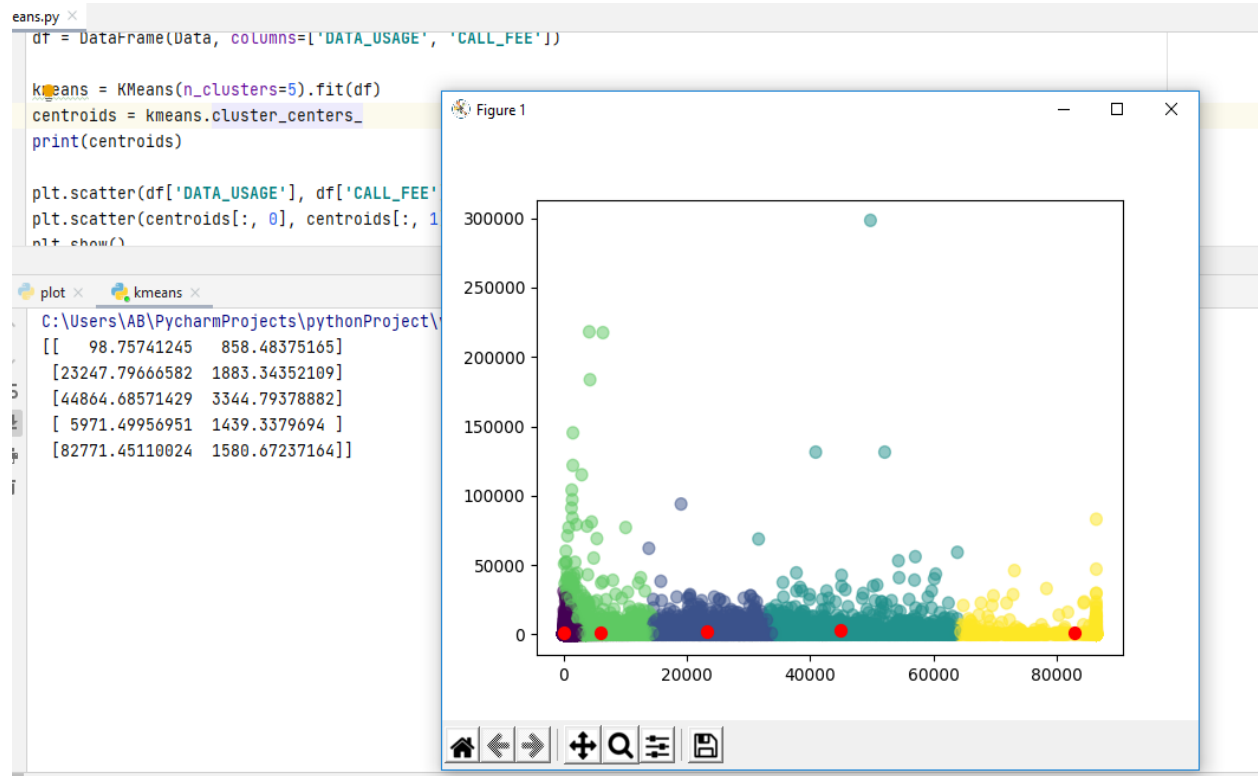 eans.py
df = DataFrame(Data, columns=['DATA_USAGE', 'CALL_FEE'])
kmeans = KMeans(n_clusters=5).fit(df)
centroids = kmeans.cluster_centers_
print(centroids)
plt.scatter(df['DATA_USAGE'], df['CALL_FEE'
plt.scatter(centroids[:, 0], centroids[:, 1
plt.show()
plot
kmeans
C:\Users\AB\PycharmProjects\pythonProject\
[[ 98.75741245 858.48375165]
[23247.79666582 1883.34352109]
[44864.68571429 3344.79378882]
[ 5971.49956951 1439.3379694 ]
[82771.45110024 1580.67237164]]
Figure 1
300000
250000
200000
150000
100000
50000
0
0 20000 40000 60000 80000